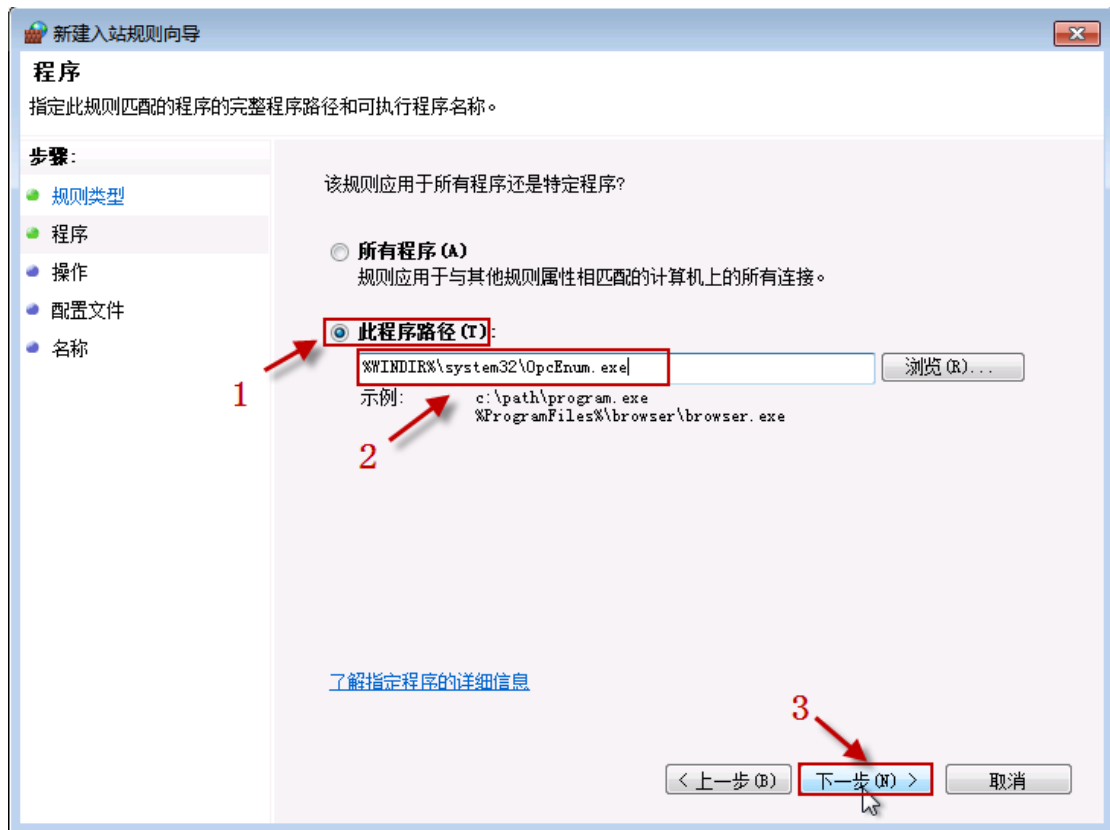 新建入站规则向导
程序
指定此规则匹配的程序的完整程序路径和可执行程序名称。
步骤:
规则类型
程序
操作
配置文件
名称
该规则应用于所有程序还是特定程序?
所有程序(A)
规则应用于与其他规则属性相匹配的计算机上的所有连接。
此程序路径(T):
%WINDIR%\system32\OpcEnum.exe
浏览(R)...
示例:
c:\path\program.exe
%ProgramFiles%\browser\browser.exe
1
2
了解指定程序的详细信息
3
< 上一步(B)
下一步(N) >
取消